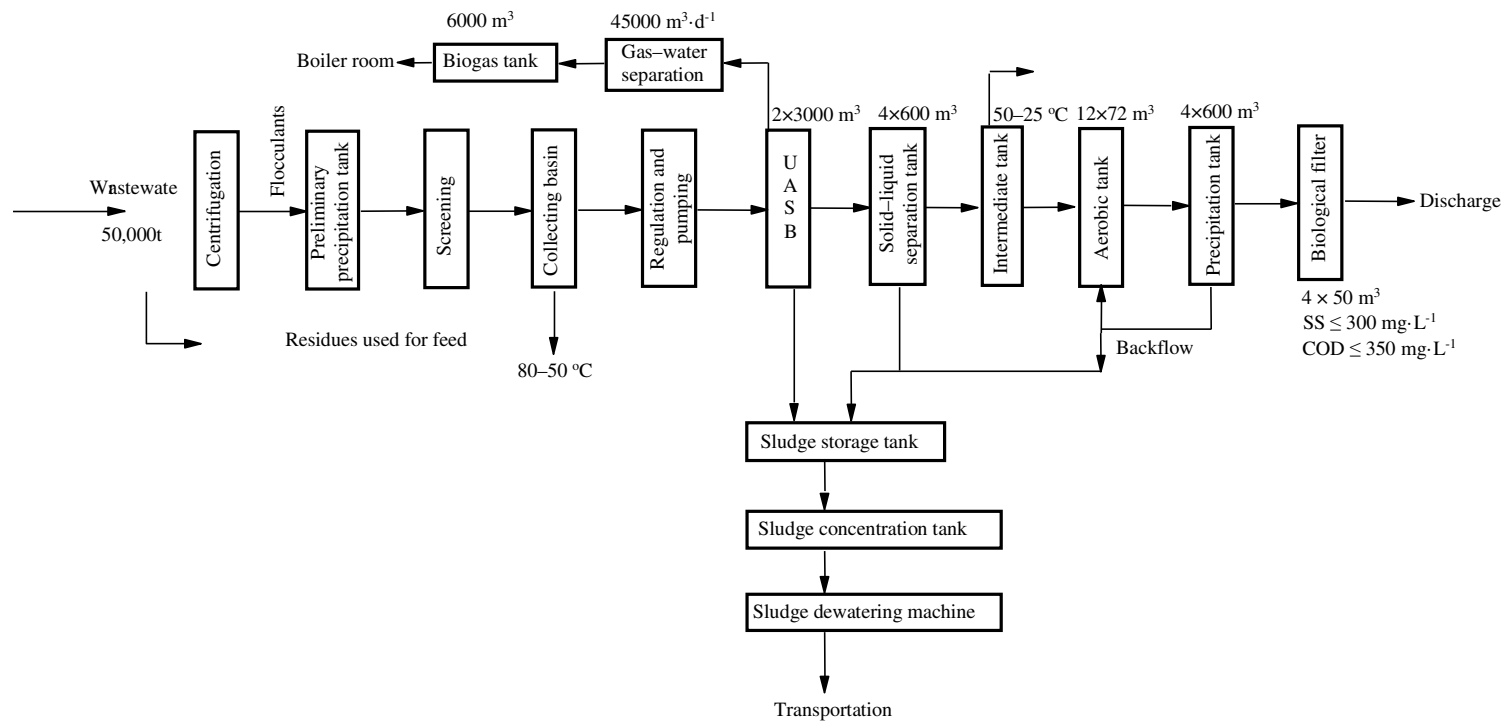 6000 m³
45000 m³·d⁻¹
Boiler room
Biogas tank
Gas–water
separation
Wastewate
50,000t
Centrifugation
Flocculants
Preliminary
precipitation tank
Screening
Collecting basin
Regulation and
pumping
2×3000 m³
U
A
S
B
4×600 m³
Solid–liquid
separation tank
50–25 °C
Intermediate tank
12×72 m³
Aerobic tank
4×600 m³
Precipitation tank
Biological filter
Discharge
4 × 50 m³
SS ≤ 300 mg·L⁻¹
COD ≤ 350 mg·L⁻¹
Residues used for feed
80–50 °C
Backflow
Sludge storage tank
Sludge concentration tank
Sludge dewatering machine
Transportation